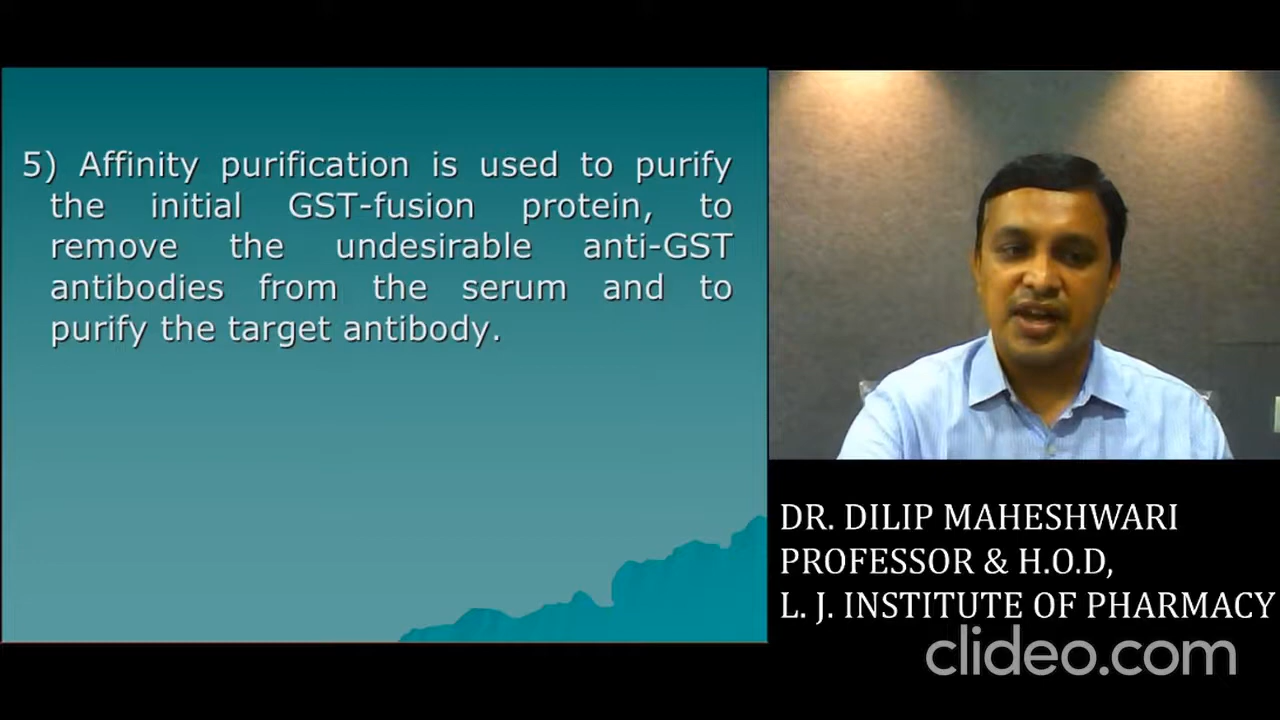 5) Affinity purification is used to purify
the initial GST-fusion protein, to
remove the undesirable anti-GST
antibodies from the serum and to
purify the target antibody.
DR. DILIP MAHESHWARI
PROFESSOR & H.O.D,
L. J. INSTITUTE OF PHARMACY
clideo.com